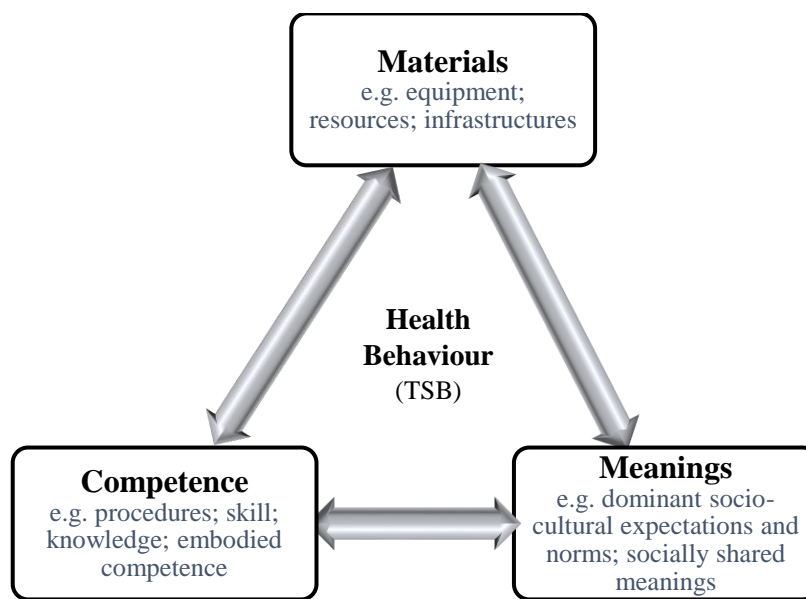 Materials
e.g. equipment;
resources; infrastructures
Health
Behaviour
(TSB)
Competence
e.g. procedures; skill;
knowledge; embodied
competence
Meanings
e.g. dominant socio-
cultural expectations and
norms; socially shared
meanings